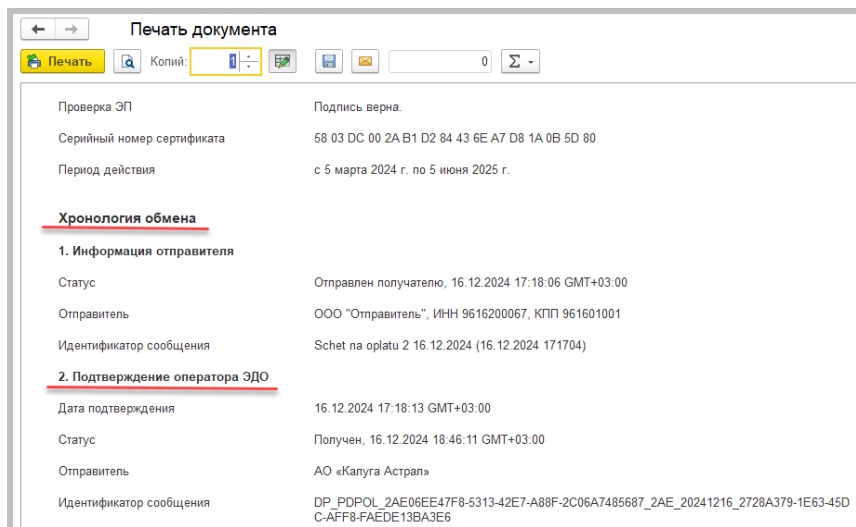 Печать документа
Печать Копий: 1 0 Σ
Проверка ЭП Подпись верна.
Серийный номер сертификата 58 03 DC 00 2A B1 D2 84 43 6E A7 D8 1A 0B 5D 80
Период действия с 5 марта 2024 г. по 5 июня 2025 г.
Хронология обмена
1. Информация отправителя
Статус Отправлен получателю, 16.12.2024 17:18:06 GMT+03:00
Отправитель ООО "Отправитель", ИНН 9616200067, КПП 961601001
Идентификатор сообщения Schet na oplatu 2 16.12.2024 (16.12.2024 171704)
2. Подтверждение оператора ЭДО
Дата подтверждения 16.12.2024 17:18:13 GMT+03:00
Статус Получен, 16.12.2024 18:46:11 GMT+03:00
Отправитель АО «Калуга Астрал»
Идентификатор сообщения DP_PDPOL_2AE06EE47F8-5313-42E7-A88F-2C06A7485687_2AE_20241216_2728A379-1E63-45D
C-AFF8-FAEDE13BA3E6